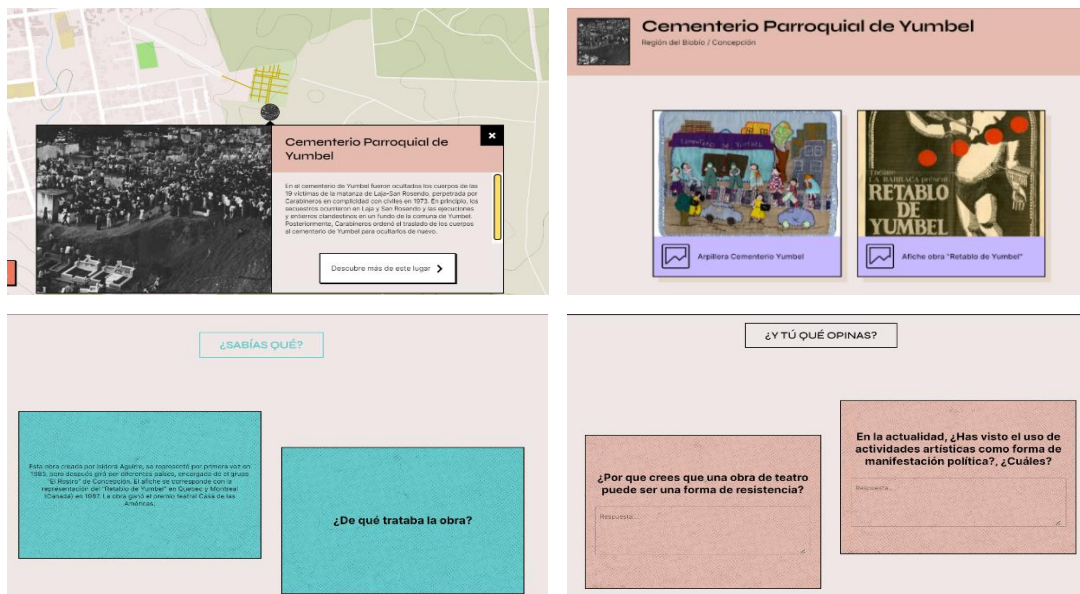 Cementerio Parroquial de
Yumbel
En el cementerio de Yumbel fueron ocultados los cuerpos de las
19 víctimas de la matanza de Laja-San Rosendo, perpetrada por
Carabineros en complicidad con civiles en 1973. En principio, los
secuestros ocurrieron en Laja y San Rosendo y las ejecuciones
y entierros clandestinos en un fundo de la comuna de Yumbel.
Posteriormente, Carabineros ordenó el traslado de los cuerpos
al cementerio de Yumbel para ocultarlos de nuevo.
Descubre más de este lugar
Cementerio Parroquial de Yumbel
Región del Biobío / Concepción
CEMENTERIO DE YUMBEL
LA BARRACA
RETABLO
DE
YUMBEL
Arpillera Cementerio Yumbel
Afiche obra "Retablo de Yumbel"
¿SABÍAS QUÉ?
Esta obra creada por Isidora Aguirre, se representó por primera vez en
1985, para después girar por diferentes países, encargada de el grupo
"El Rostro" de Concepción. El afiche se corresponde con la
representación del "Retablo de Yumbel" en Quebec y Montreal
(Canadá) en 1987. La obra ganó el premio teatral Casa de las
Américas.
¿De qué trataba la obra?
¿Y TÚ QUÉ OPINAS?
¿Por que crees que una obra de teatro
puede ser una forma de resistencia?
Respuesta...
En la actualidad, ¿Has visto el uso de
actividades artísticas como forma de
manifestación política?, ¿Cuáles?
Respuesta...